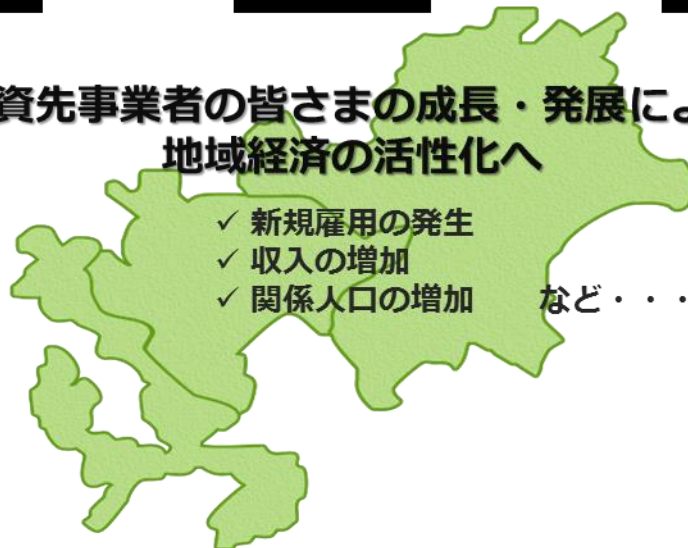 資先事業者の皆さまの成長・発展によ
地域経済の活性化へ
✓ 新規雇用の発生
✓ 収入の増加
✓ 関係人口の増加　　など・・・